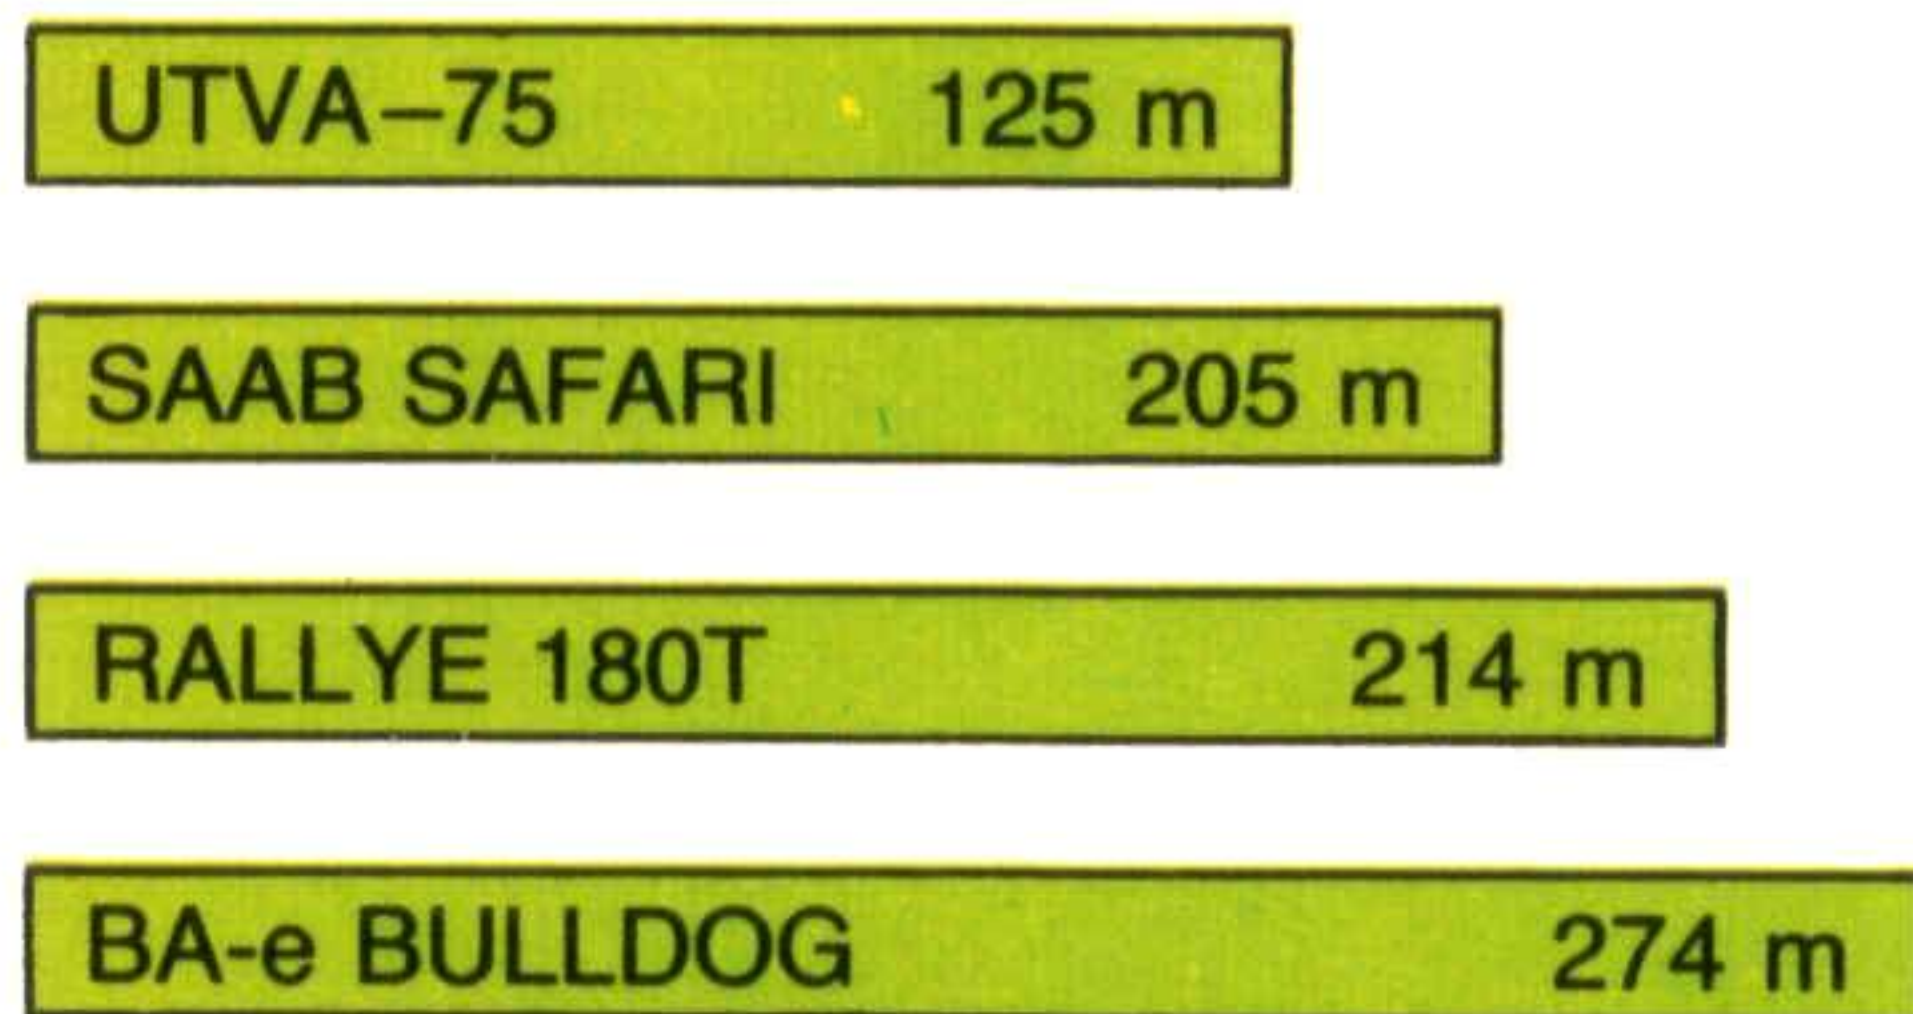 UTVA–75 125 m
SAAB SAFARI 205 m
RALLYE 180T 214 m
BA-e BULLDOG 274 m